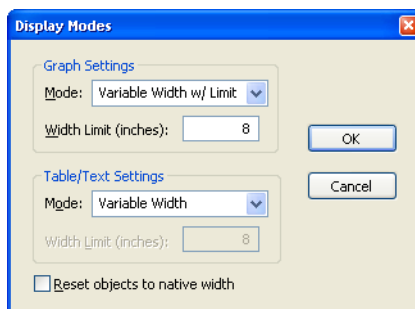 Display Modes
Graph Settings
Mode: Variable Width w/ Limit
Width Limit (inches): 8
OK
Table/Text Settings
Cancel
Mode: Variable Width
Width Limit (inches): 8
Reset objects to native width